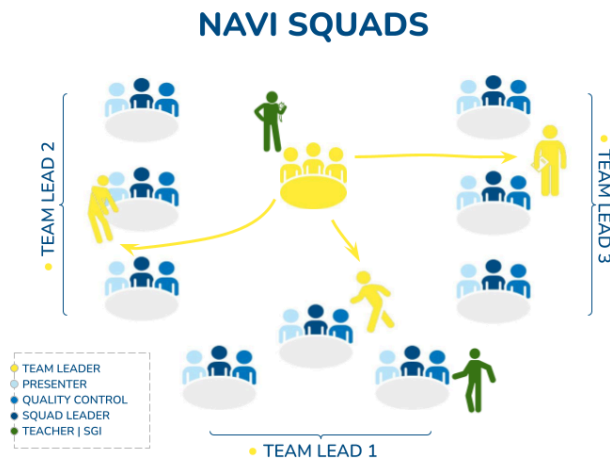 NAVI SQUADS
TEAM LEAD 2
TEAM LEAD 3
TEAM LEADER
PRESENTER
QUALITY CONTROL
SQUAD LEADER
TEACHER | SGI
TEAM LEAD 1